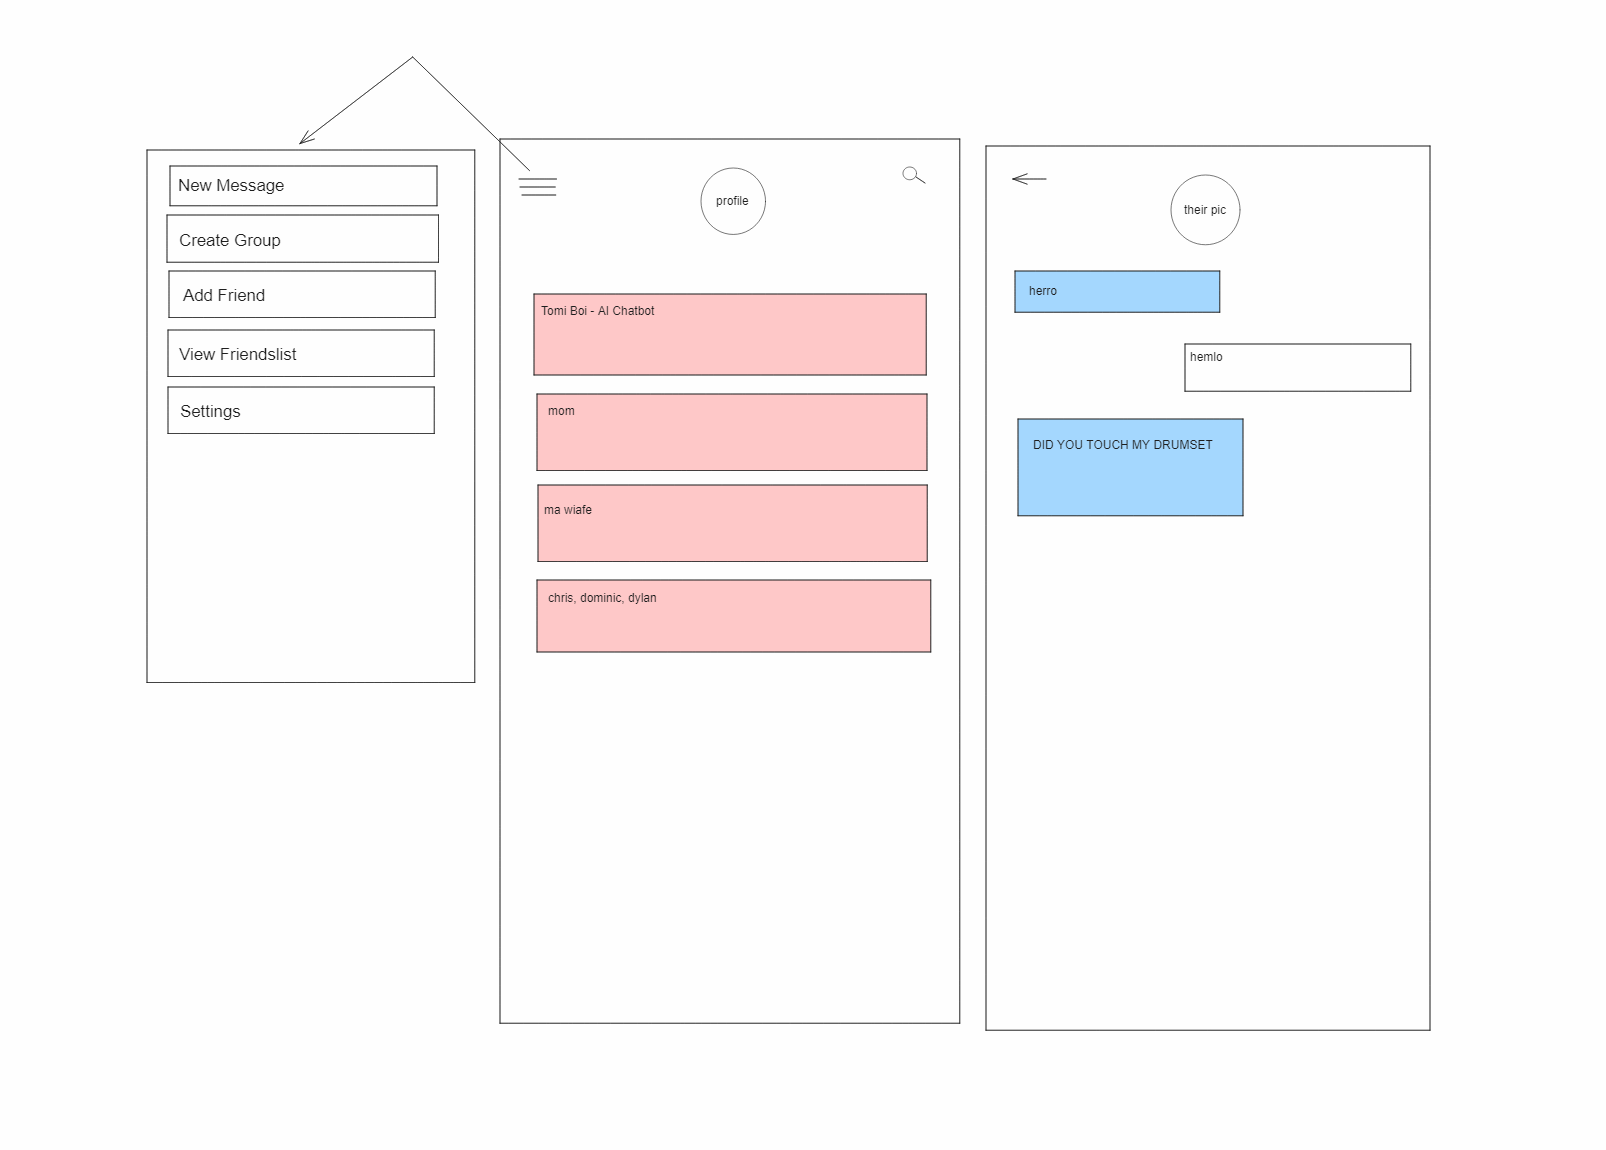 New Message
Create Group
Add Friend
View Friendslist
Settings
profile
Tomi Boi - AI Chatbot
mom
ma wiafe
chris, dominic, dylan
their pic
herro
hemlo
DID YOU TOUCH MY DRUMSET